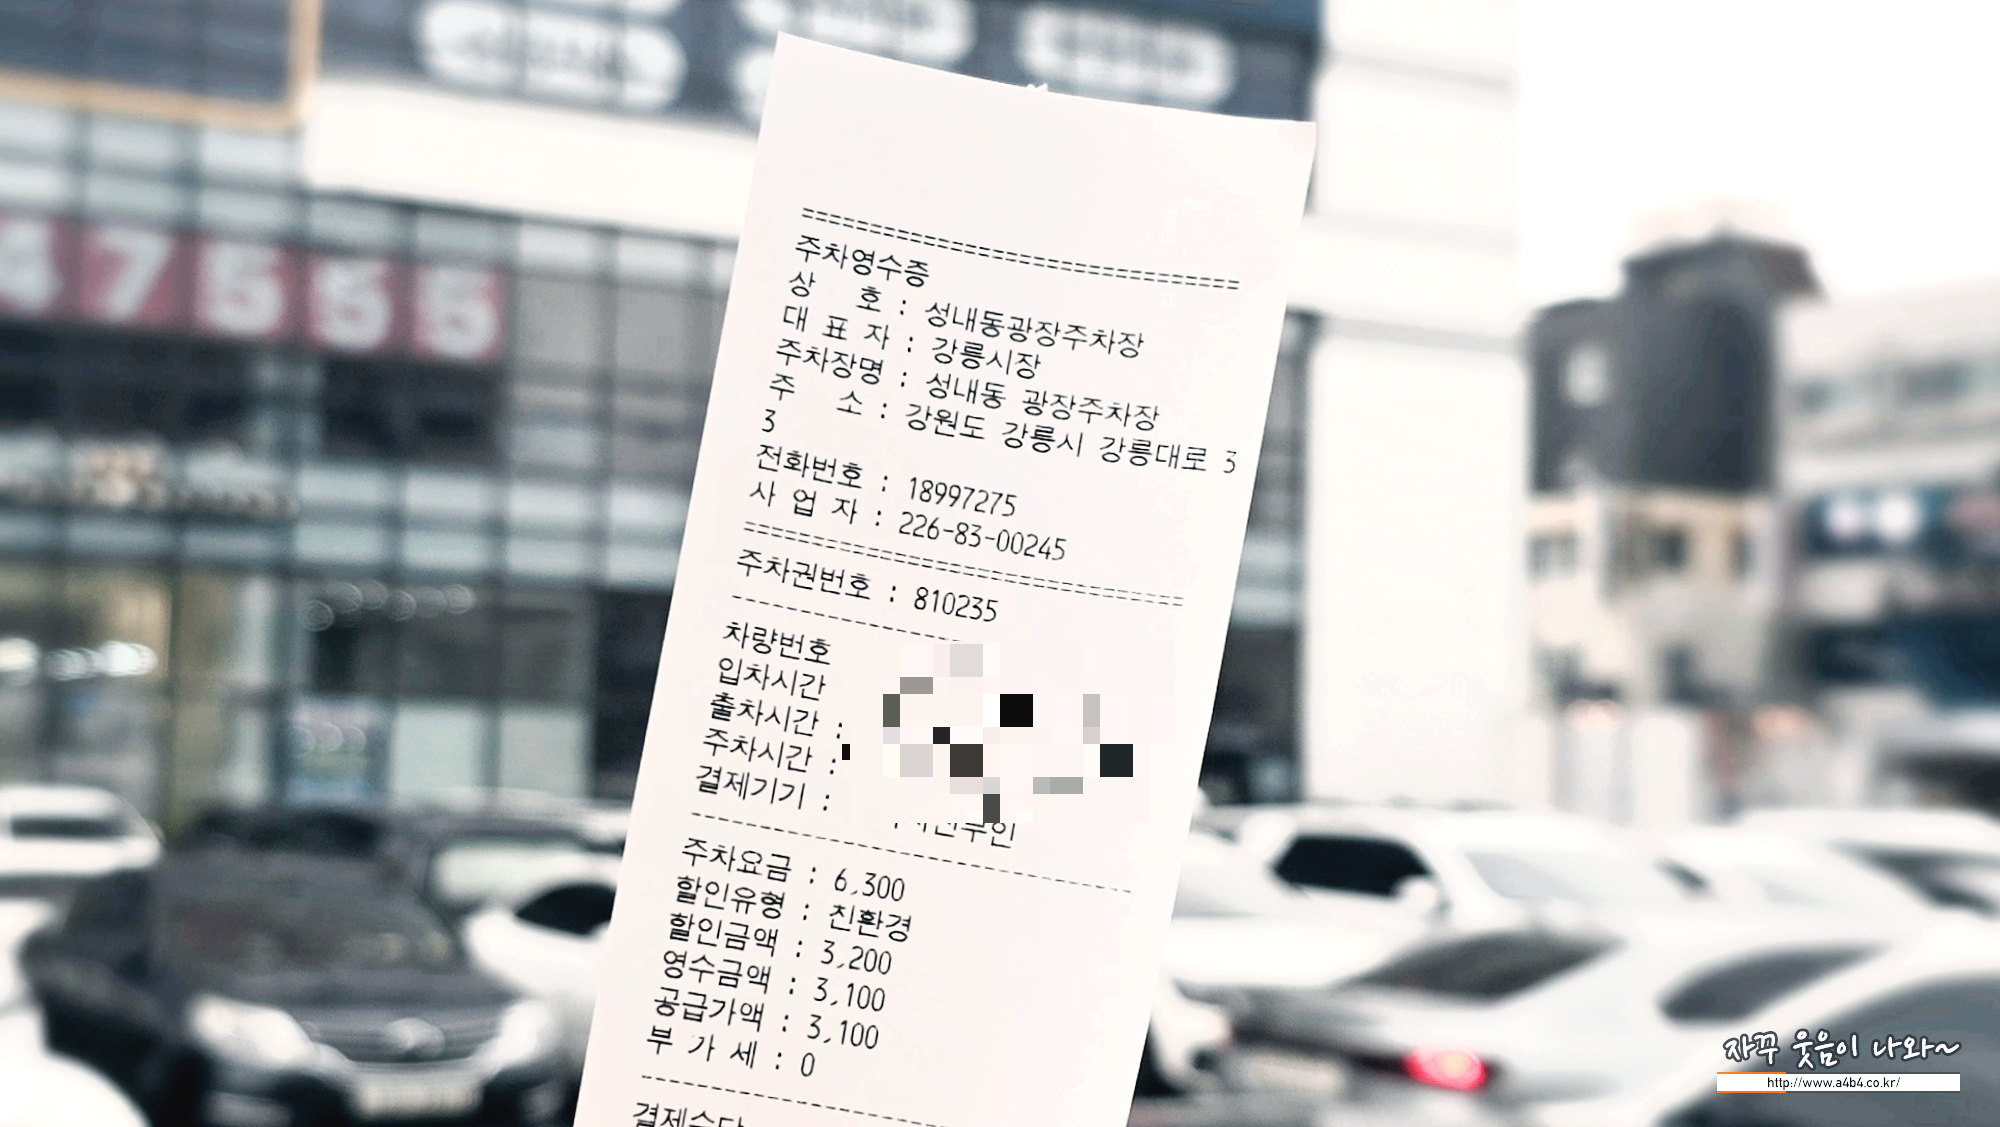 47555
==================================
주차영수증
상 호 : 성내동광장주차장
대 표 자 : 강릉시장
주차장명 : 성내동 광장주차장
주 소 : 강원도 강릉시 강릉대로 3
3
전화번호 : 18997275
사 업 자 : 226-83-00245
==================================
주차권번호 : 810235
차량번호
입차시간
출차시간 :
주차시간 :
결제기기 :
주차요금 : 6,300
할인유형 : 친환경
할인금액 : 3,200
영수금액 : 3,100
공급가액 : 3,100
부 가 세 : 0
자꾸 웃음이 나와~
http://www.a4b4.co.kr/